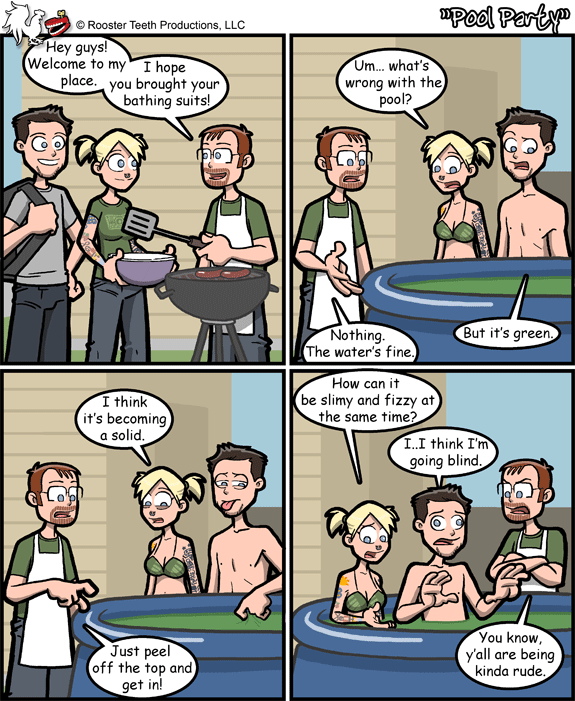 © Rooster Teeth Productions, LLC
"Pool Party"
Hey guys!
Welcome to my
place.
I hope
you brought your
bathing suits!
Um... what's
wrong with the
pool?
Nothing.
The water's fine.
But it's green.
I think
it's becoming
a solid.
Just peel
off the top and
get in!
How can it
be slimy and fizzy at
the same time?
I..I think I'm
going blind.
You know,
y'all are being
kinda rude.